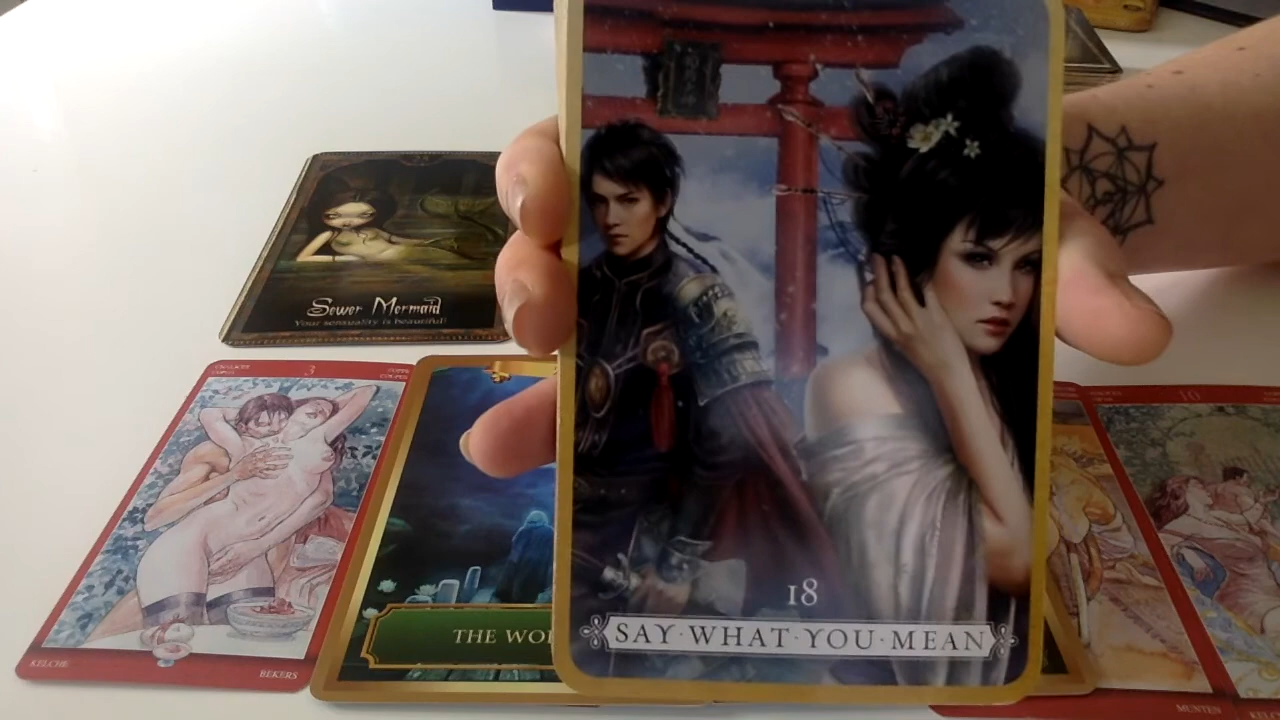 Sewer Mermaid
Your sensuality is beautiful!
3
KELCHE
BEKERS
THE WO
18
SAY·WHAT·YOU·MEAN
10
MUNTEN